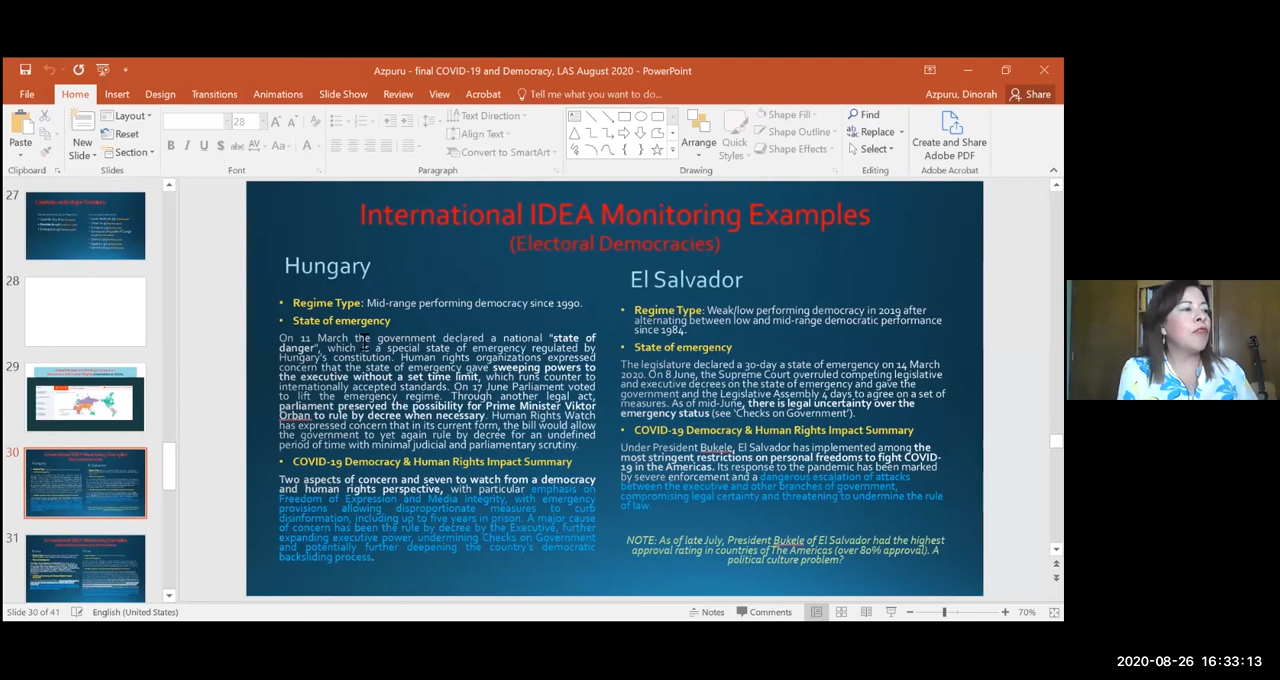 Azpuru - final COVID-19 and Democracy, LAS August 2020 - PowerPoint
File Home Insert Design Transitions Animations Slide Show Review View Acrobat Tell me what you want to do... Azpuru, Dinorah Share
Paste
Clipboard
New Slide
Layout
Reset
Section
Slides
28
Font
Text Direction
Align Text
Convert to SmartArt
Paragraph
Arrange
Quick Styles
Shape Fill
Shape Outline
Shape Effects
Drawing
Find
Replace
Select
Editing
Create and Share Adobe PDF
Adobe Acrobat
27
28
29
30
31
International IDEA Monitoring Examples
(Electoral Democracies)
Hungary
• Regime Type: Mid-range performing democracy since 1990.
• State of emergency
On 11 March the government declared a national "state of
danger", which is a special state of emergency regulated by
Hungary's constitution. Human rights organizations expressed
concern that the state of emergency gave sweeping powers to
the executive without a set time limit, which runs counter to
internationally accepted standards. On 17 June Parliament voted
to lift the emergency regime. Through another legal act,
parliament preserved the possibility for Prime Minister Viktor
Orban to rule by decree when necessary. Human Rights Watch
has expressed concern that in its current form, the bill would allow
the government to yet again rule by decree for an undefined
period of time with minimal judicial and parliamentary scrutiny.
• COVID-19 Democracy & Human Rights Impact Summary
Two aspects of concern and seven to watch from a democracy
and human rights perspective, with particular emphasis on
Freedom of Expression and Media Integrity, with emergency
provisions allowing disproportionate measures to curb
disinformation, including up to five years in prison. A major cause
of concern has been the rule by decree by the Executive, further
expanding executive power, undermining Checks on Government
and potentially further deepening the country's democratic
backsliding process.
El Salvador
• Regime Type: Weak/low performing democracy in 2019 after
alternating between low and mid-range democratic performance
since 1984.
• State of emergency
The legislature declared a 30-day a state of emergency on 14 March
2020. On 8 June, the Supreme Court overruled competing legislative
and executive decrees on the state of emergency and gave the
government and the Legislative Assembly 4 days to agree on a set of
measures. As of mid-June, there is legal uncertainty over the
emergency status (see 'Checks on Government').
• COVID-19 Democracy & Human Rights Impact Summary
Under President Bukele, El Salvador has implemented among the
most stringent restrictions on personal freedoms to fight COVID-
19 in the Americas. Its response to the pandemic has been marked
by severe enforcement and a dangerous escalation of attacks
between the executive and other branches of government,
compromising legal certainty and threatening to undermine the rule
of law.
NOTE: As of late July, President Bukele of El Salvador had the highest
approval rating in countries of The Americas (over 80% approval). A
political culture problem?
Slide 30 of 41 English (United States) Notes Comments 70%
2020-08-26 16:33:13